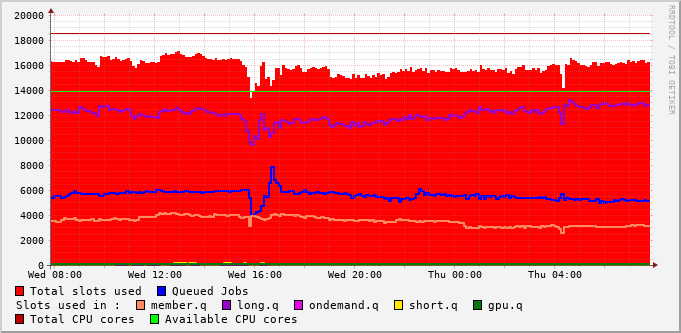 20000
18000
16000
14000
12000
10000
8000
6000
4000
2000
0
Wed 08:00 Wed 12:00 Wed 16:00 Wed 20:00 Thu 00:00 Thu 04:00
Total slots used Queued Jobs
Slots used in : member.q long.q ondemand.q short.q gpu.q
Total CPU cores Available CPU cores
RRDTOOL / TOBI OETIKER